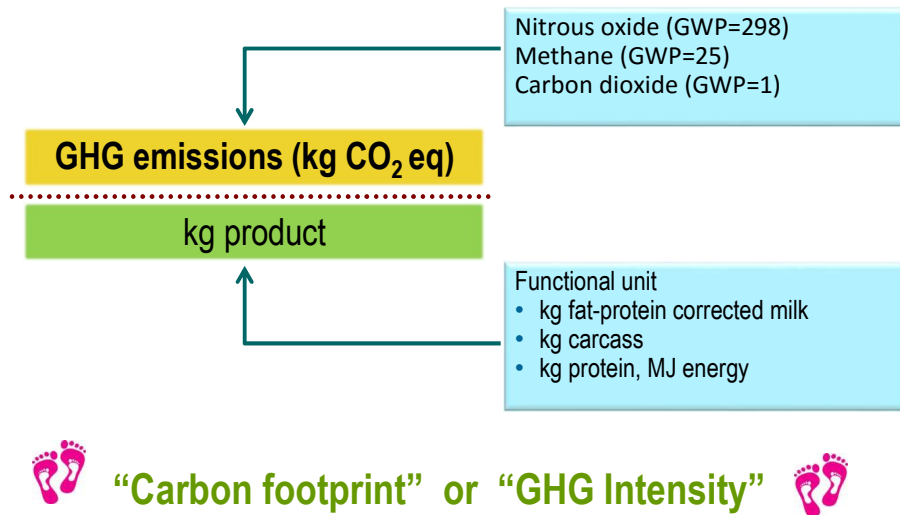 Nitrous oxide (GWP=298)
Methane (GWP=25)
Carbon dioxide (GWP=1)
GHG emissions (kg CO₂ eq)
kg product
Functional unit
• kg fat-protein corrected milk
• kg carcass
• kg protein, MJ energy
“Carbon footprint” or “GHG Intensity”